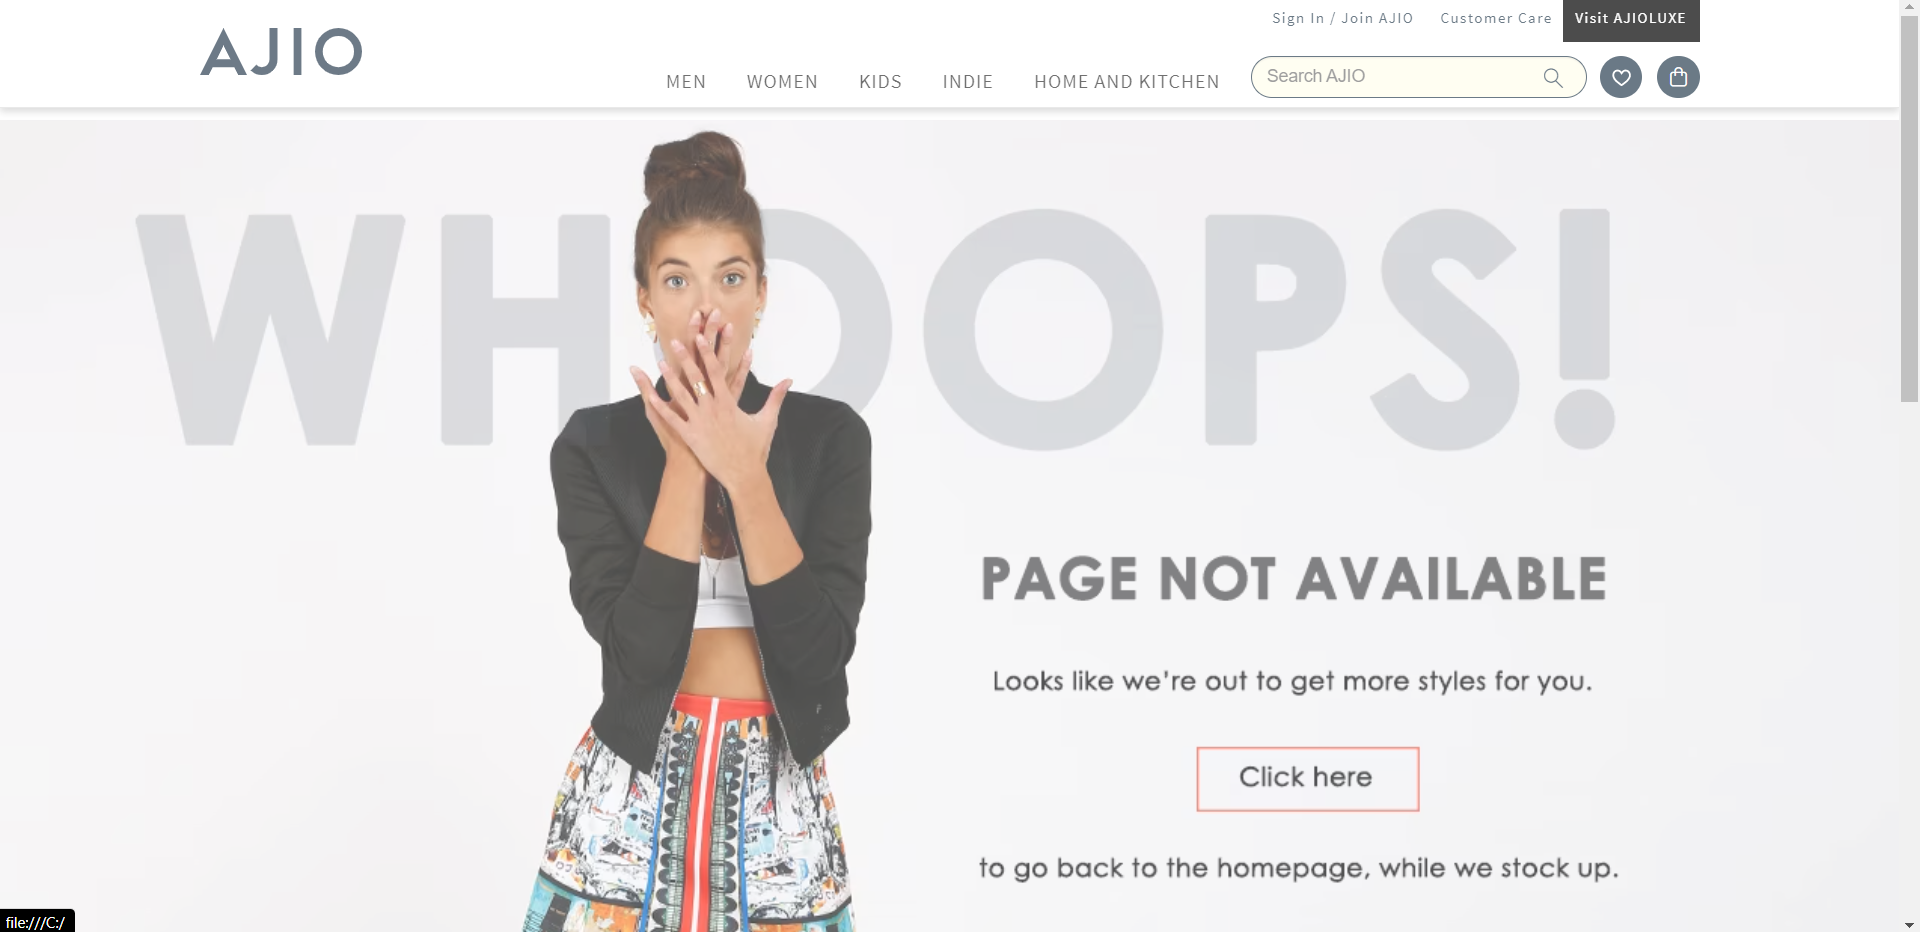 Sign In / Join AJIO
Customer Care
Visit AJIOLUXE
AJIO
MEN
WOMEN
KIDS
INDIE
HOME AND KITCHEN
Search AJIO
WHOOPS!
PAGE NOT AVAILABLE
Looks like we're out to get more styles for you.
Click here
to go back to the homepage, while we stock up.
file:///C:/